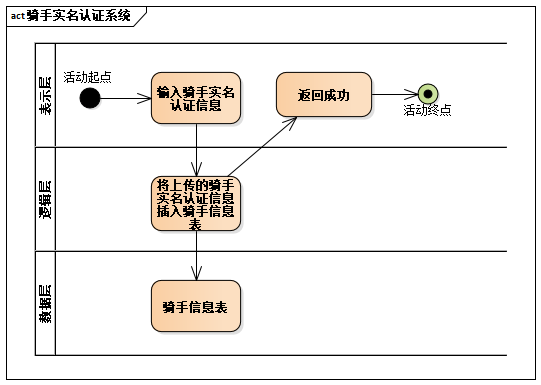 act 骑手实名认证系统
表示层
活动起点
输入骑手实名
认证信息
返回成功
活动终点
逻辑层
将上传的骑手
实名认证信息
插入骑手信息
表
数据层
骑手信息表